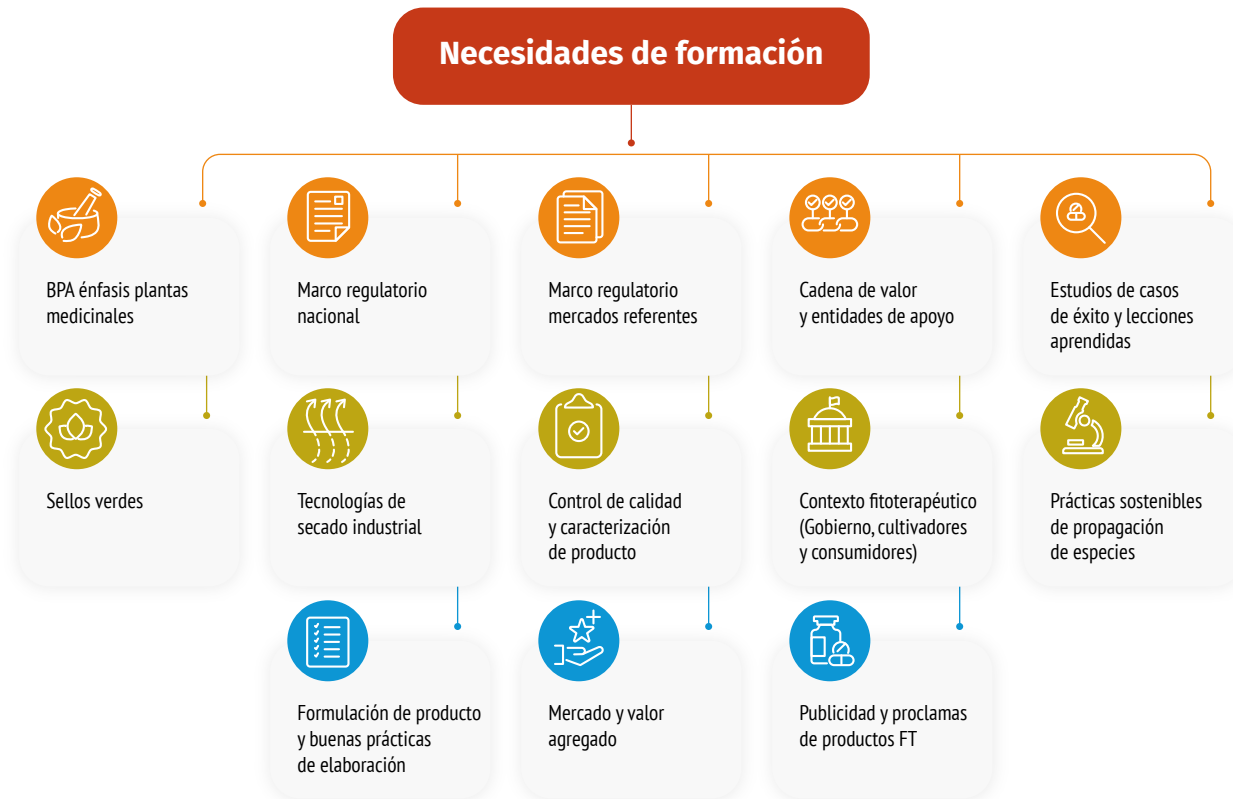 Necesidades de formación
BPA énfasis plantas
medicinales
Marco regulatorio
nacional
Marco regulatorio
mercados referentes
Cadena de valor
y entidades de apoyo
Estudios de casos
de éxito y lecciones
aprendidas
Sellos verdes
Tecnologías de
secado industrial
Control de calidad
y caracterización
de producto
Contexto fitoterapéutico
(Gobierno, cultivadores
y consumidores)
Prácticas sostenibles
de propagación
de especies
Formulación de producto
y buenas prácticas
de elaboración
Mercado y valor
agregado
Publicidad y proclamas
de productos FT